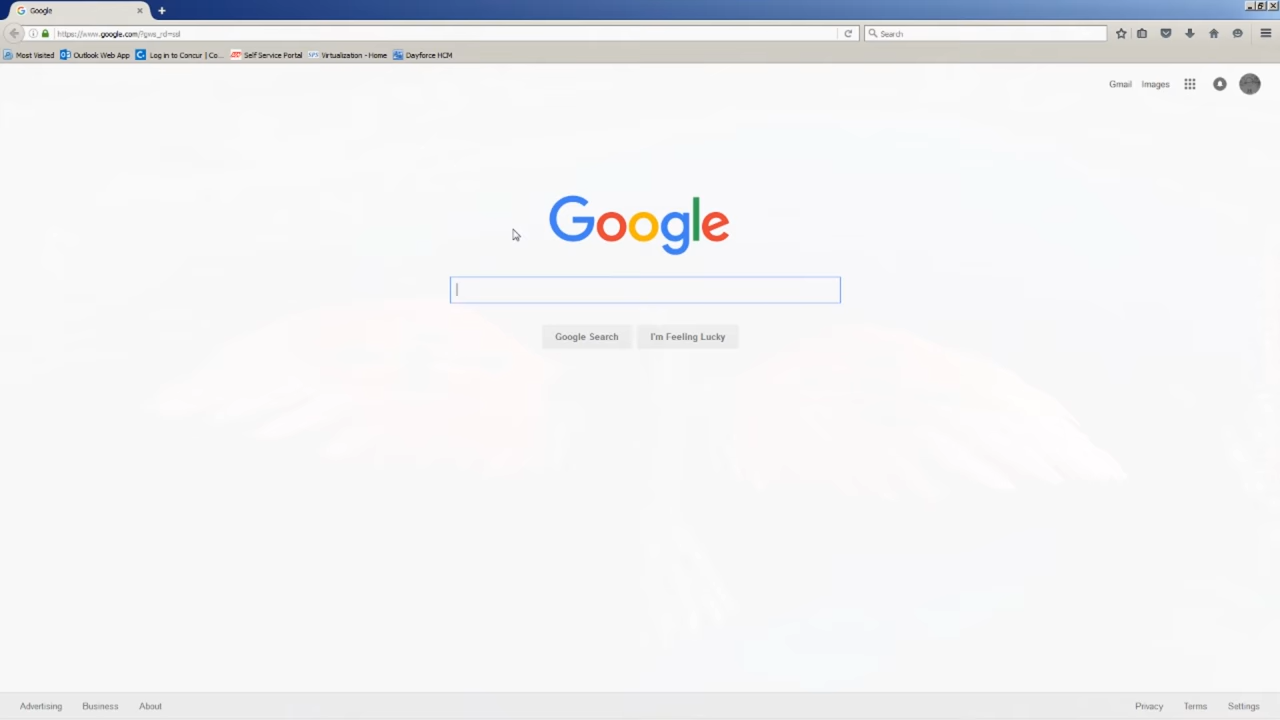 Google
https://www.google.com/?gws_rd=ssl
Search
Most Visited Outlook Web App Log in to Concur | Co... Self Service Portal Virtualization - Home Dayforce HCM
Gmail Images
Google
Google Search I'm Feeling Lucky
Advertising Business About Privacy Terms Settings